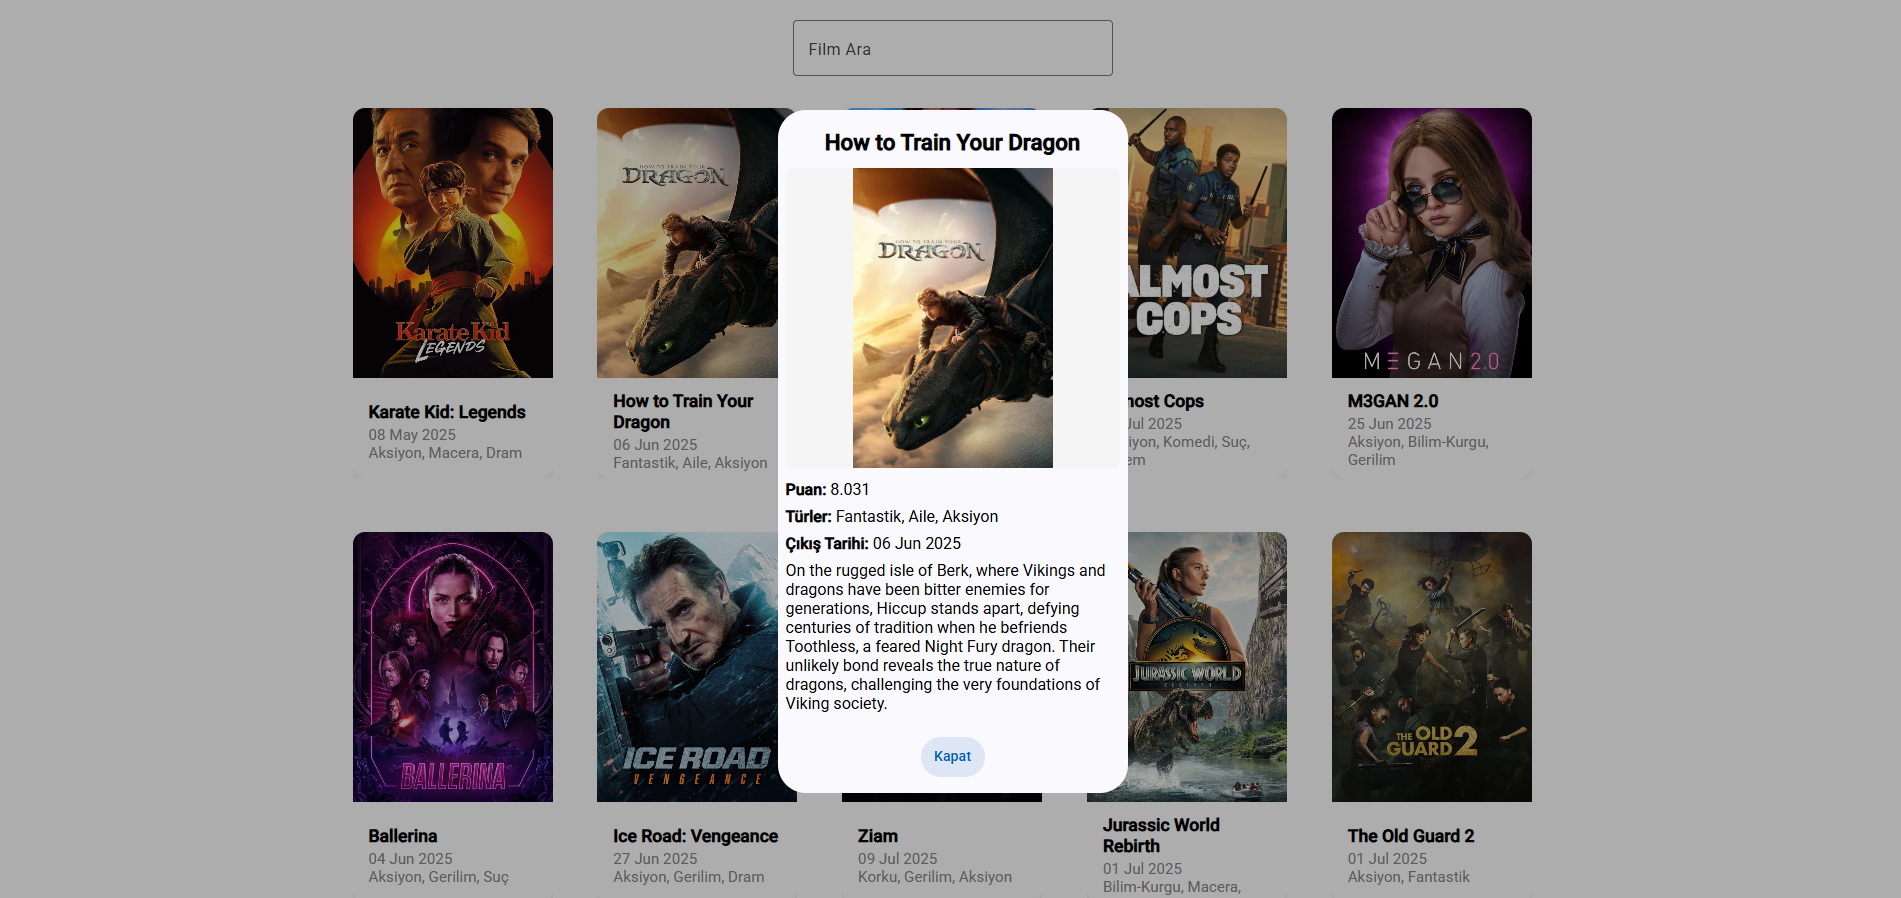 Film Ara
How to Train Your Dragon
HOW TO TRAIN YOUR
DRAGON
Puan: 8.031
Türler: Fantastik, Aile, Aksiyon
Çıkış Tarihi: 06 Jun 2025
On the rugged isle of Berk, where Vikings and
dragons have been bitter enemies for
generations, Hiccup stands apart, defying
centuries of tradition when he befriends
Toothless, a feared Night Fury dragon. Their
unlikely bond reveals the true nature of
dragons, challenging the very foundations of
Viking society.
Kapat
Karate Kid
LEGENDS
Karate Kid: Legends
08 May 2025
Aksiyon, Macera, Dram
HOW TO TRAIN YOUR
DRAGON
How to Train Your
Dragon
06 Jun 2025
Fantastik, Aile, Aksiyon
ALMOST
COPS
most Cops
Jul 2025
iyon, Komedi, Suç,
em
MEGAN 2.0
M3GAN 2.0
25 Jun 2025
Aksiyon, Bilim-Kurgu,
Gerilim
BALLERINA
Ballerina
04 Jun 2025
Aksiyon, Gerilim, Suç
ICE ROAD
VENGEANCE
Ice Road: Vengeance
27 Jun 2025
Aksiyon, Gerilim, Dram
Ziam
09 Jul 2025
Korku, Gerilim, Aksiyon
JURASSIC WORLD
REBIRTH
Jurassic World
Rebirth
01 Jul 2025
Bilim-Kurgu, Macera,
THE OLD
GUARD 2
The Old Guard 2
01 Jul 2025
Aksiyon, Fantastik